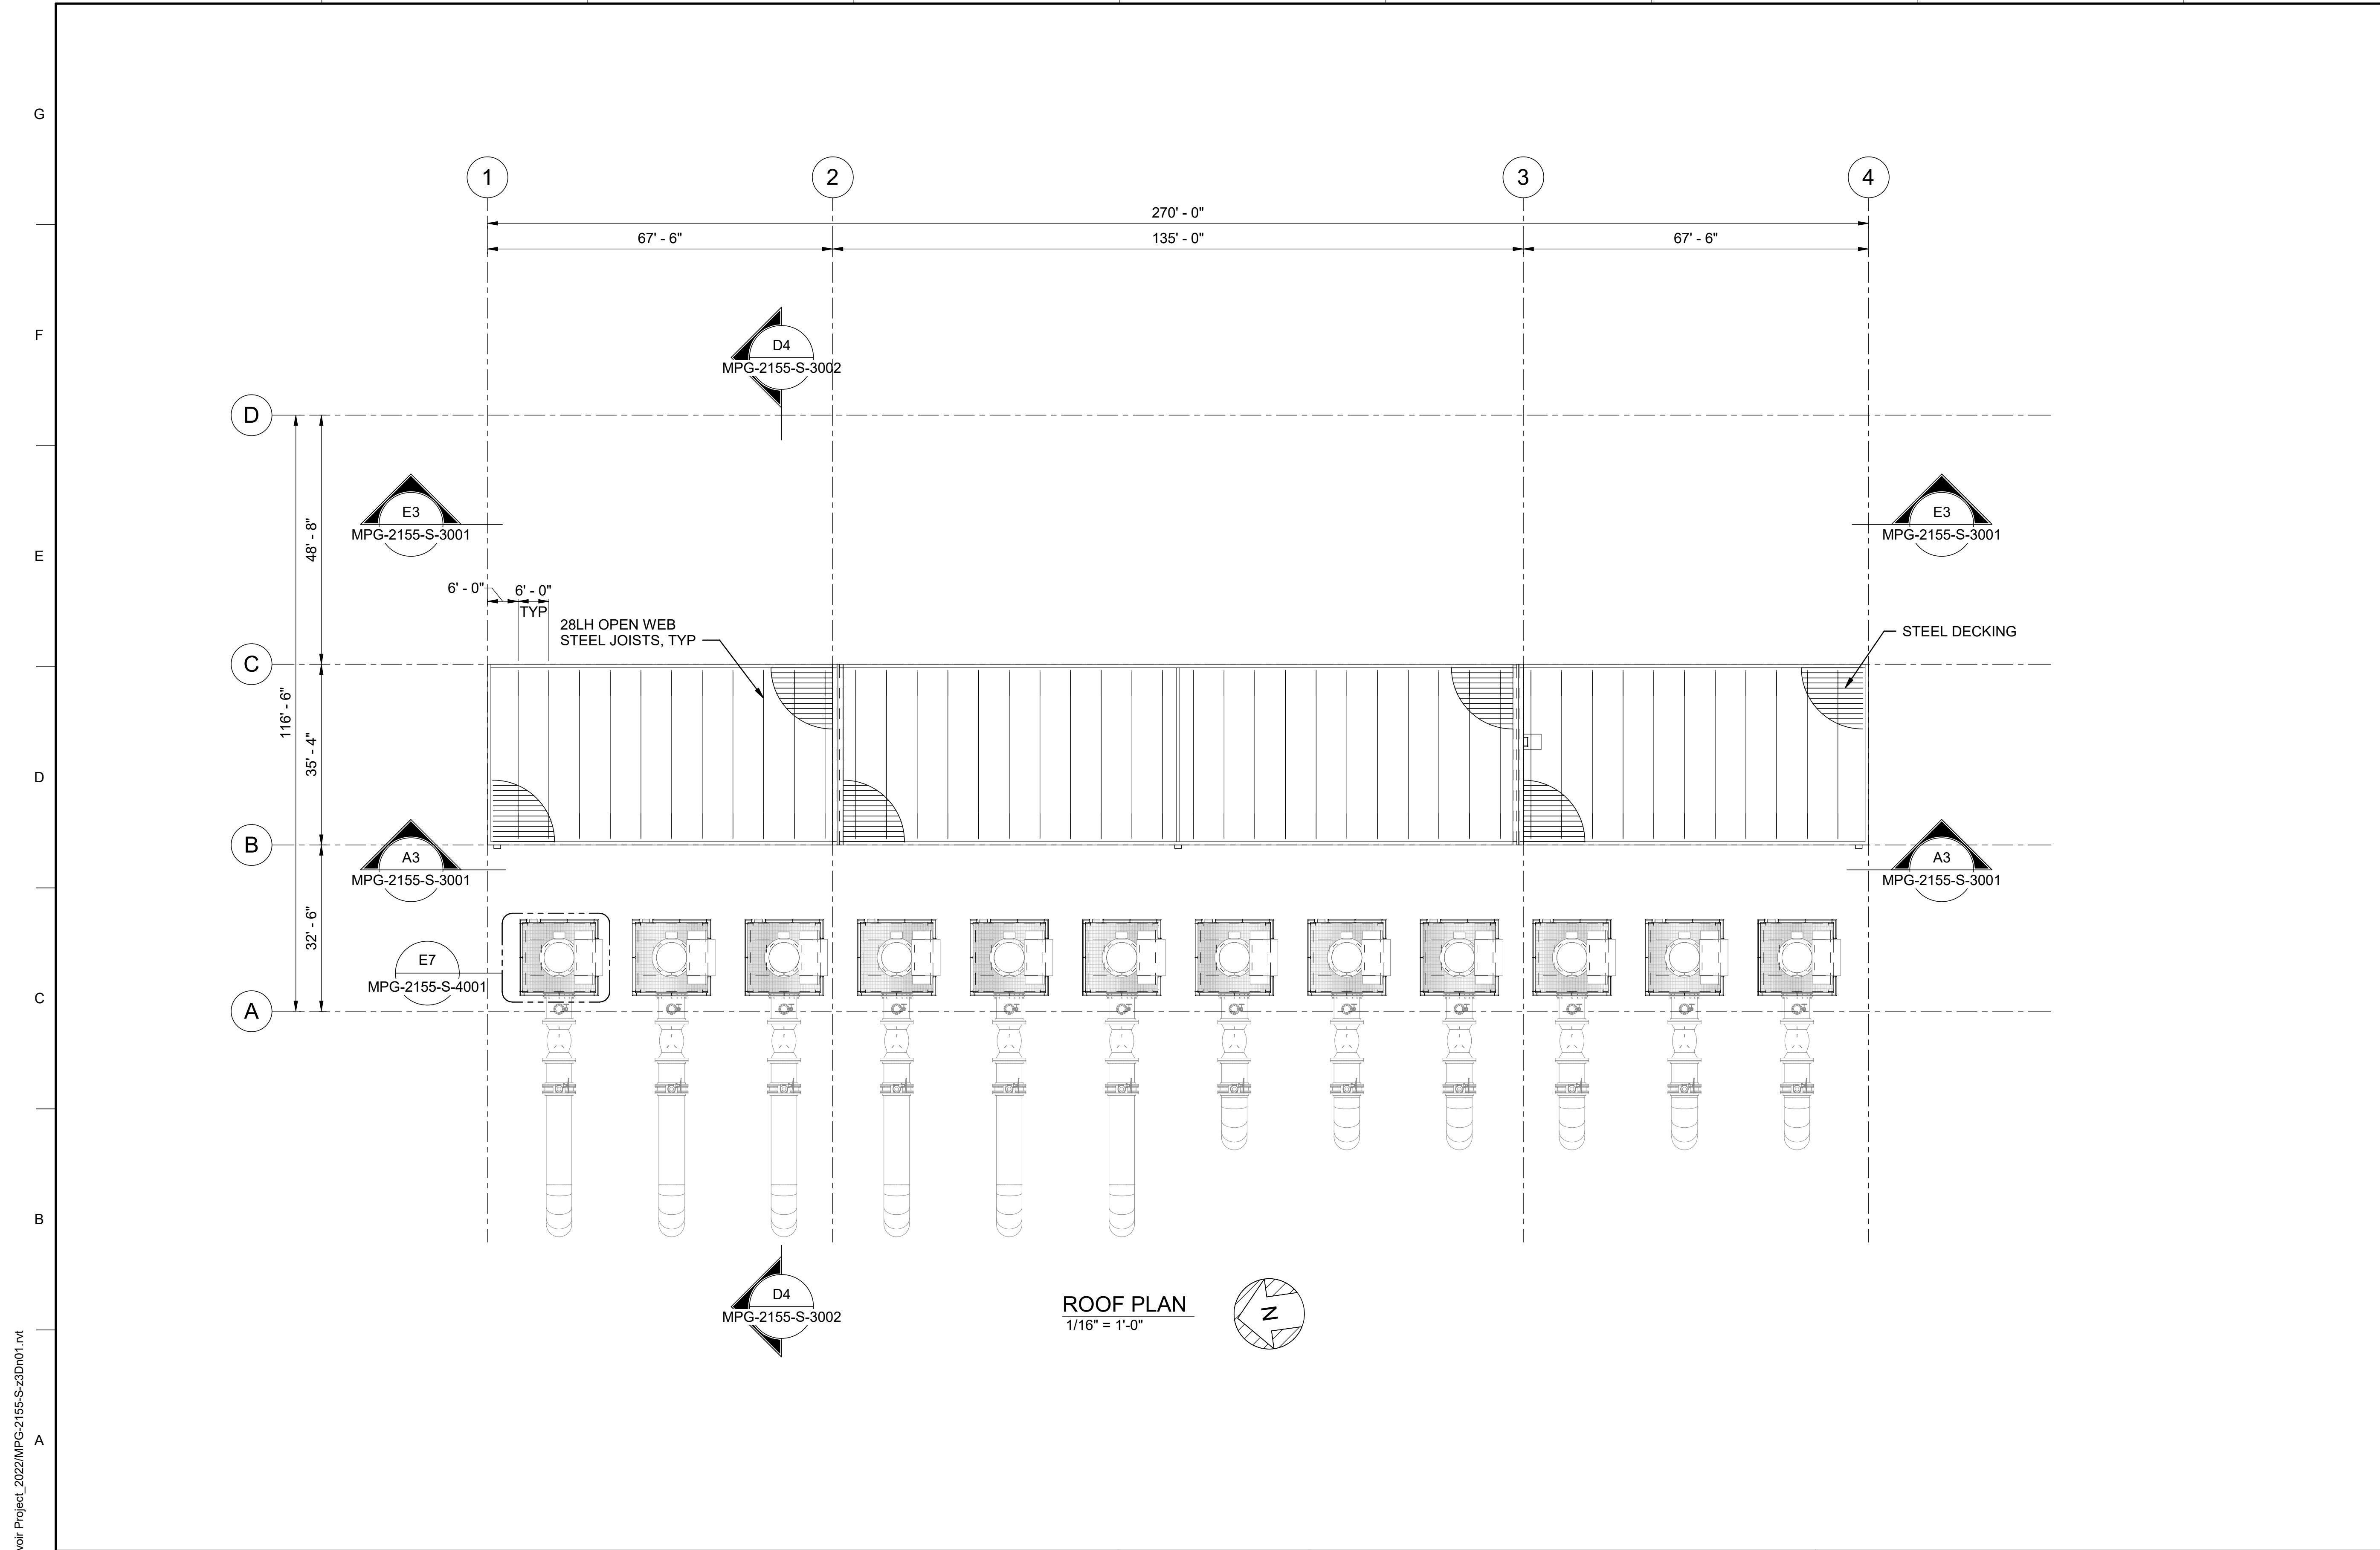 G
1
2
3
4
270' - 0"
67' - 6"
135' - 0"
67' - 6"
F
D4
MPG-2155-S-3002
D
E3
MPG-2155-S-3001
E3
MPG-2155-S-3001
48' - 8"
E
6' - 0"
6' - 0"
TYP
28LH OPEN WEB
STEEL JOISTS, TYP
STEEL DECKING
C
116' - 6"
35' - 4"
D
B
A3
MPG-2155-S-3001
A3
MPG-2155-S-3001
32' - 6"
E7
MPG-2155-S-4001
C
A
B
D4
MPG-2155-S-3002
ROOF PLAN
1/16" = 1'-0"
N
A
voir Project_2022/MPG-2155-S-z3Dn01.rvt